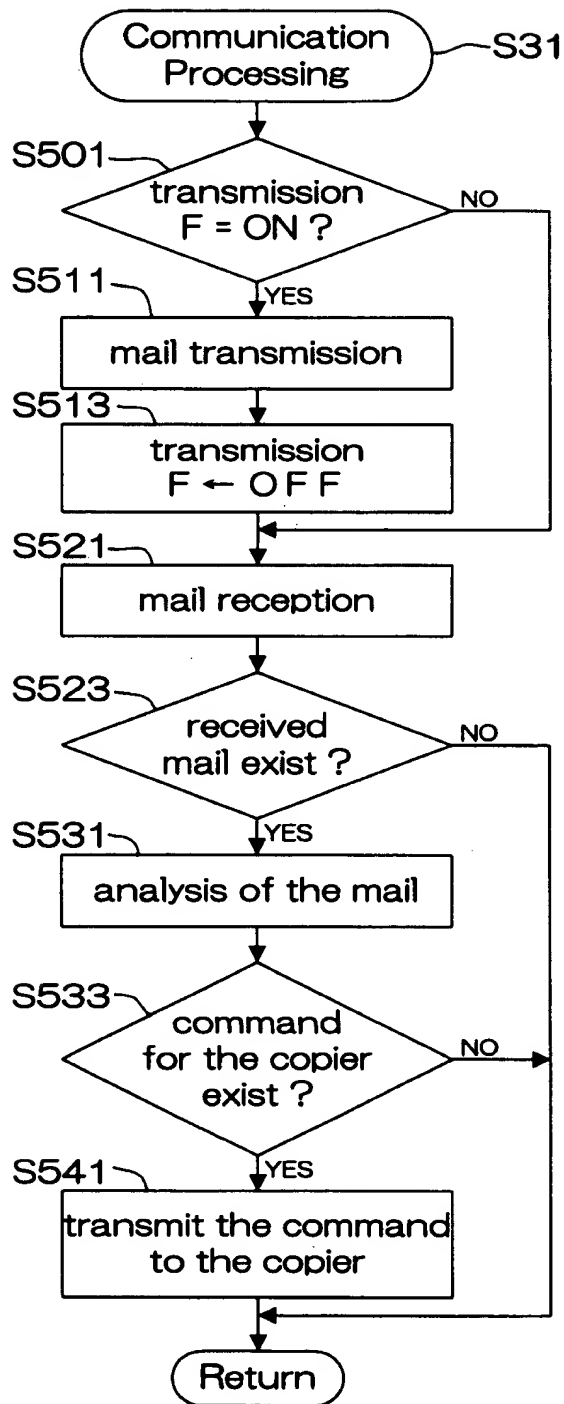 Communication
Processing
S31
S501
transmission
F = ON ?
NO
YES
S511
mail transmission
S513
transmission
F ← OFF
S521
mail reception
S523
received
mail exist ?
NO
YES
S531
analysis of the mail
S533
command
for the copier
exist ?
NO
YES
S541
transmit the command
to the copier
Return